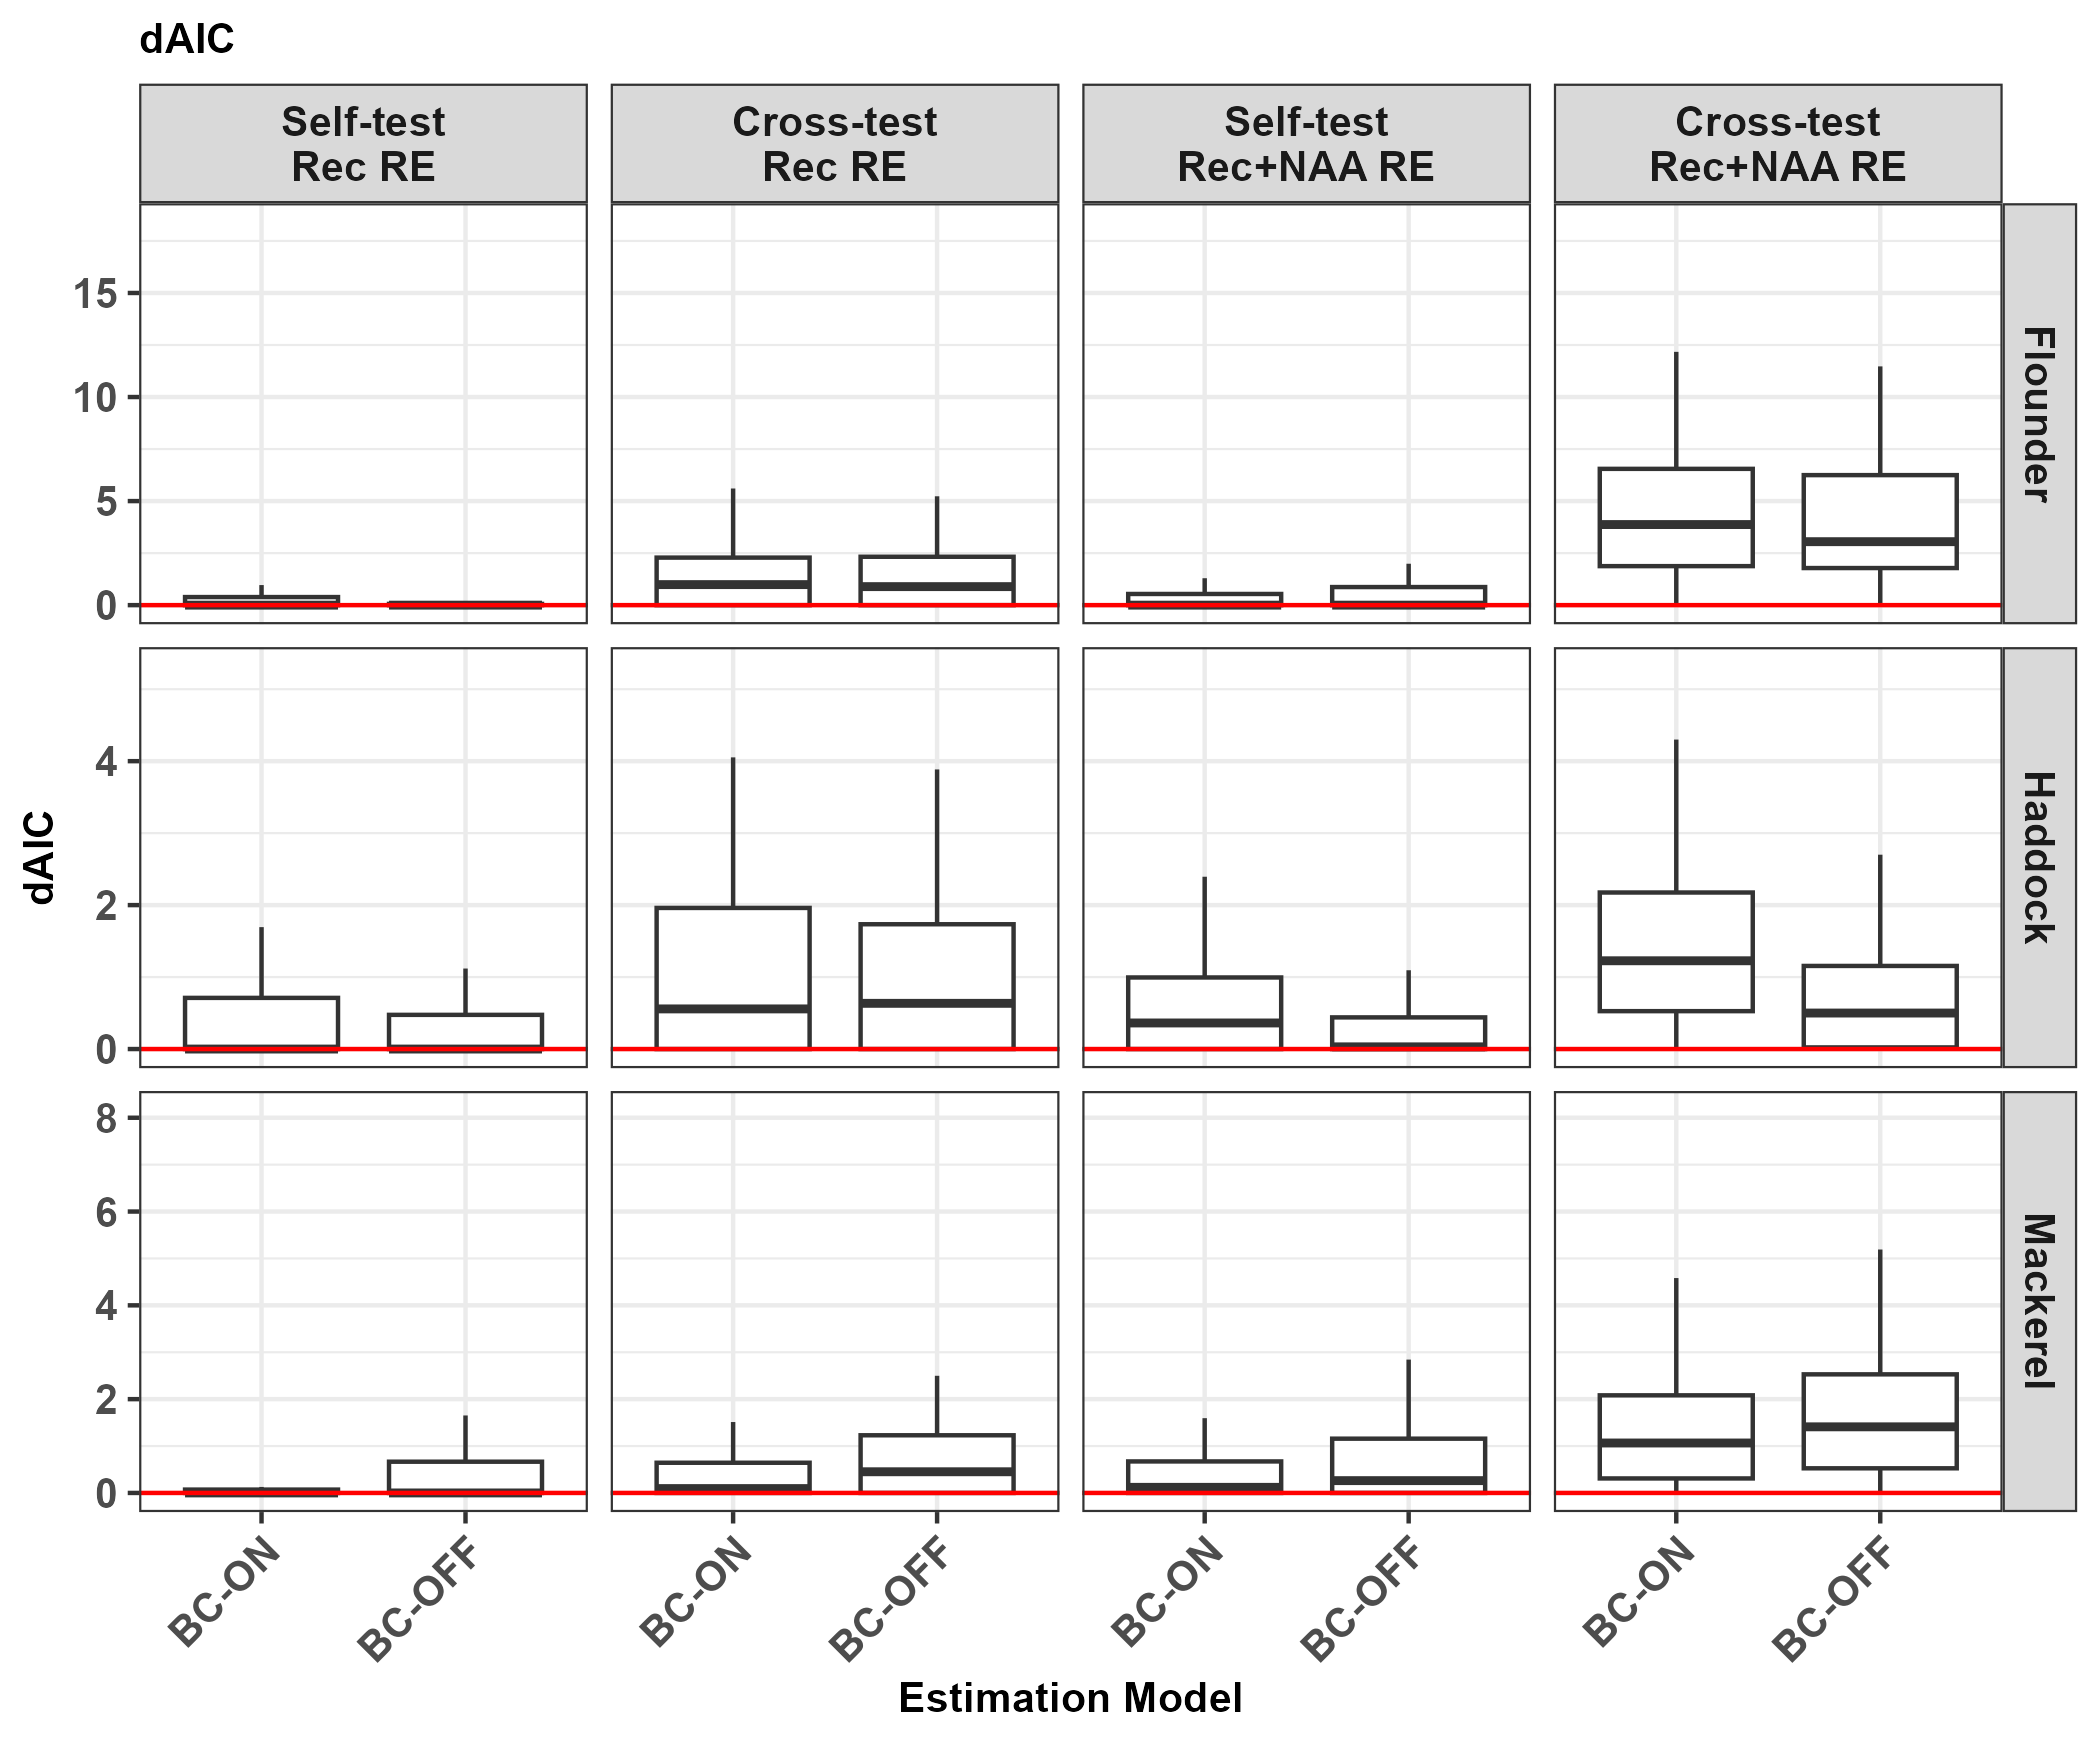 dAIC
Self-test
Rec RE
Cross-test
Rec RE
Self-test
Rec+NAA RE
Cross-test
Rec+NAA RE
15
10
5
0
Flounder
4
2
0
Haddock
8
6
4
2
0
Mackerel
dAIC
BC-ON
BC-OFF
BC-ON
BC-OFF
BC-ON
BC-OFF
BC-ON
BC-OFF
Estimation Model